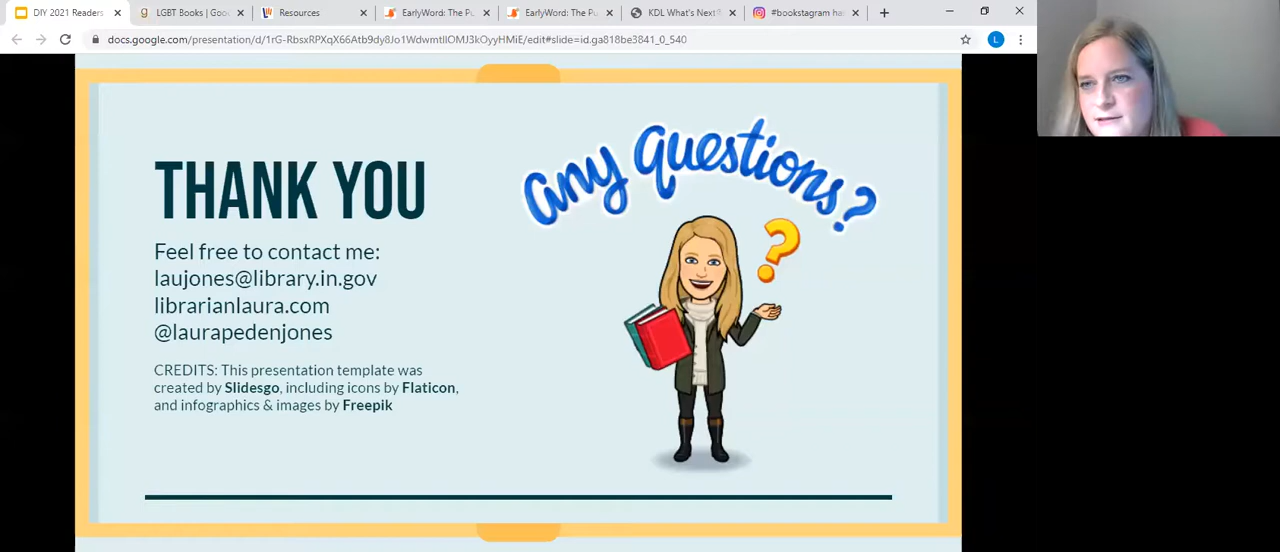 DIY 2021 Readers
LGBT Books | Goo
Resources
EarlyWord: The Pu
EarlyWord: The Pu
KDL What's Next®
#bookstagram ha
docs.google.com/presentation/d/1rG-RbsxRPXqX66Atb9dy8Jo1WdwmtlIOMJ3kOyyHMiE/edit#slide=id.ga818be3841_0_540
L
any questions?
THANK YOU
Feel free to contact me:
laujones@library.in.gov
librarianlaura.com
@laurapedenjones
CREDITS: This presentation template was
created by Slidesgo, including icons by Flaticon,
and infographics & images by Freepik